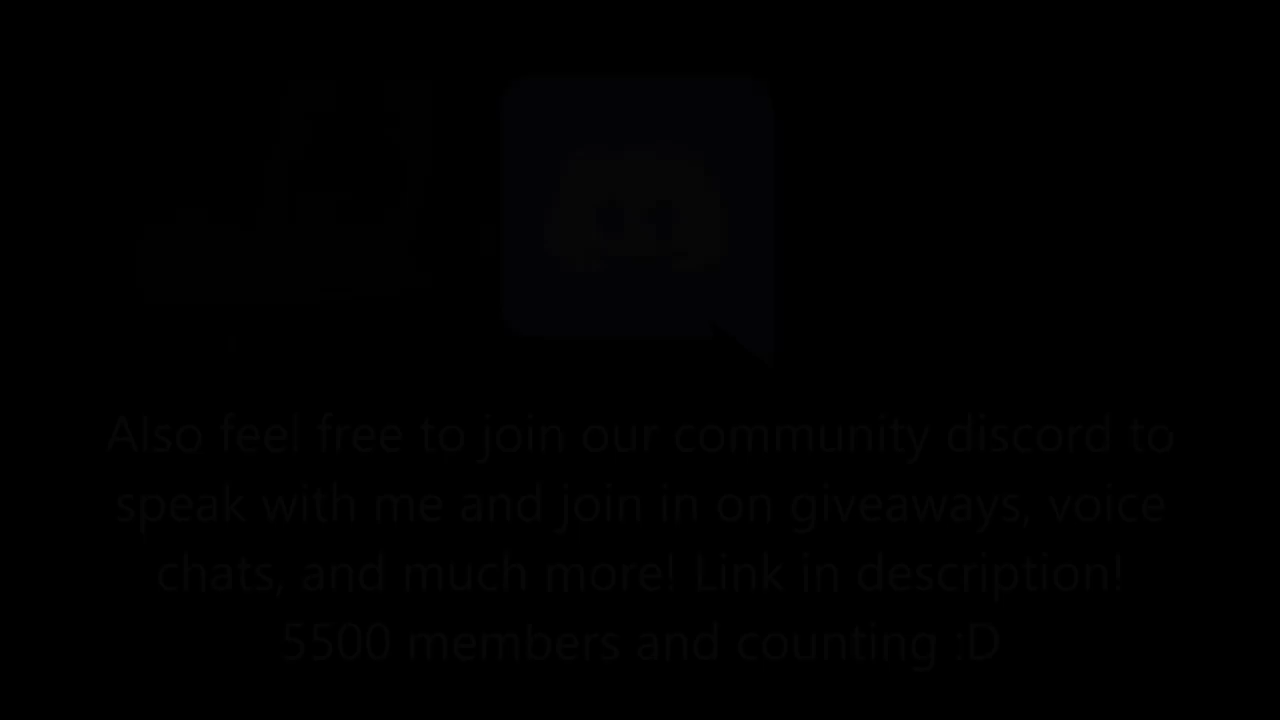 Also feel free to join our community discord to
speak with me and join in on giveaways, voice
chats, and much more! Link in description!
5500 members and counting :D